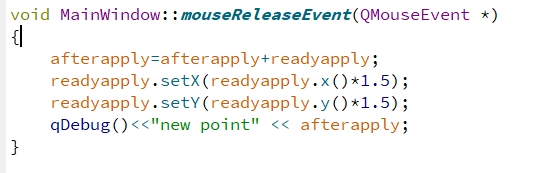 void MainWindow::mouseReleaseEvent(QMouseEvent *)
{
    afterapply=afterapply+readyapply;
    readyapply.setX(readyapply.x()*1.5);
    readyapply.setY(readyapply.y()*1.5);
    qDebug()<<"new point" << afterapply;
}